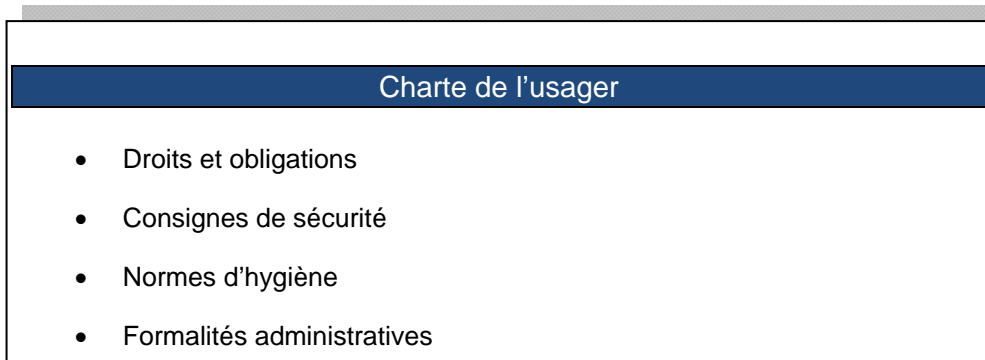 Charte de l’usager
• Droits et obligations
• Consignes de sécurité
• Normes d’hygiène
• Formalités administratives